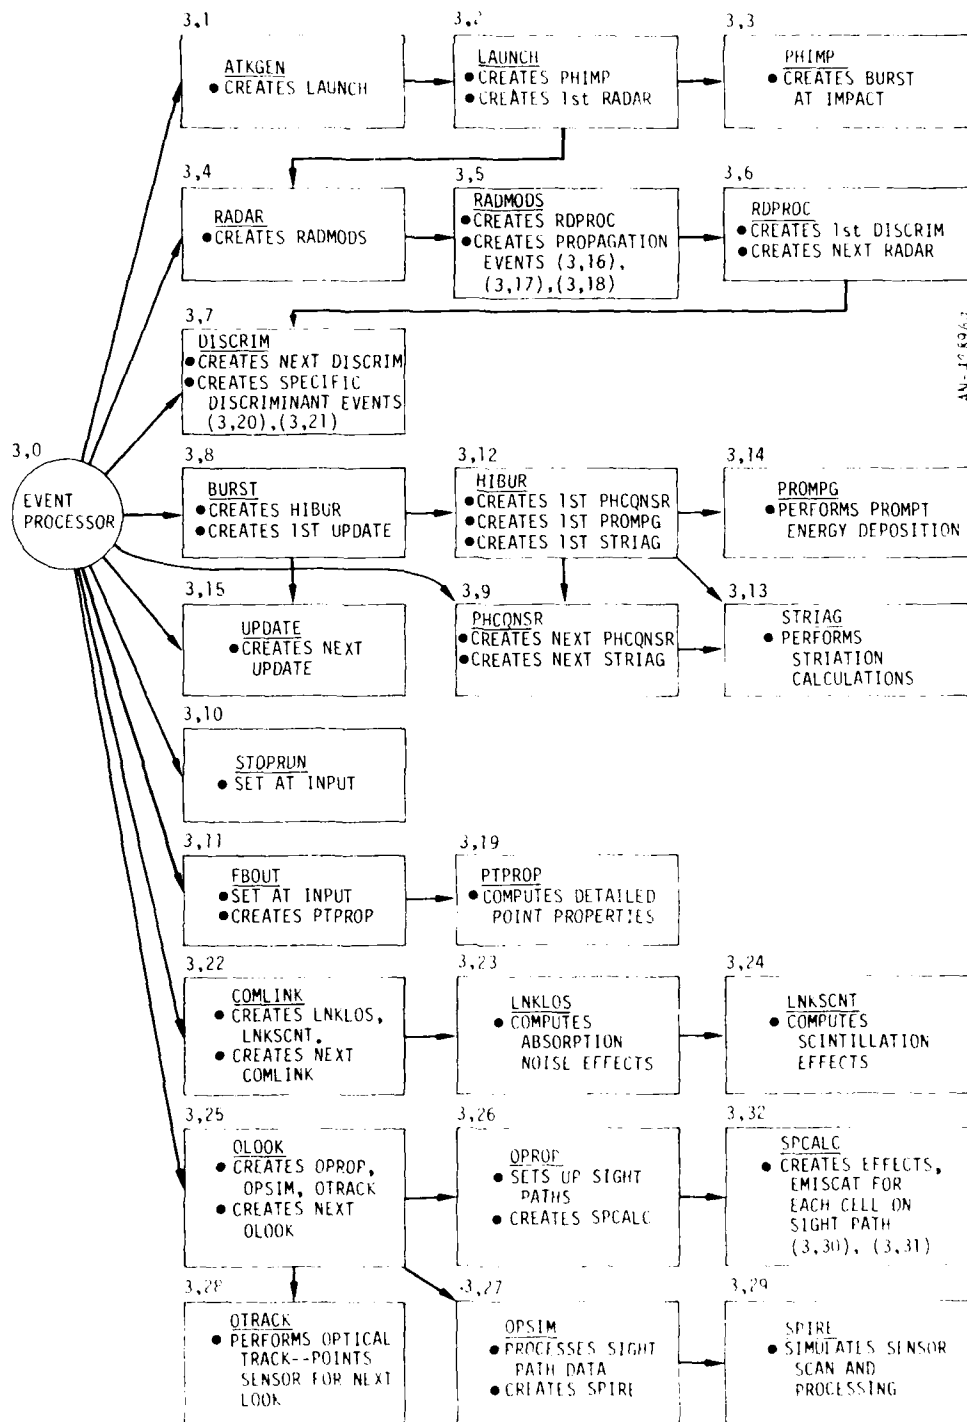 3,1
ATKGEN
● CREATES LAUNCH
3,2
LAUNCH
● CREATES PHIMP
● CREATES 1st RADAR
3,3
PHIMP
● CREATES BURST
AT IMPACT
3,4
RADAR
● CREATES RADMODS
3,5
RADMODS
● CREATES RDPROC
● CREATES PROPAGATION
EVENTS (3,16),
(3,17),(3,18)
3,6
RDPROC
● CREATES 1st DISCRIM
● CREATES NEXT RADAR
3,7
DISCRIM
● CREATES NEXT DISCRIM
● CREATES SPECIFIC
DISCRIMINANT EVENTS
(3,20),(3,21)
3,0
EVENT
PROCESSOR
3,8
BURST
● CREATES HIBUR
● CREATES 1ST UPDATE
3,12
HIBUR
● CREATES 1ST PHCQNSR
● CREATES 1ST PROMPG
● CREATES 1ST STRIAG
3,14
PROMPG
● PERFORMS PROMPT
ENERGY DEPOSITION
3,15
UPDATE
● CREATES NEXT
UPDATE
3,9
PHCQNSR
● CREATES NEXT PHCQNSR
● CREATES NEXT STRIAG
3,13
STRIAG
● PERFORMS
STRIATION
CALCULATIONS
3,10
STOPRUN
● SET AT INPUT
3,11
FBOUT
● SET AT INPUT
● CREATES PTPROP
3,19
PTPROP
● COMPUTES DETAILED
POINT PROPERTIES
3,22
COMLINK
● CREATES LNKLOS,
LNKSCNT.
● CREATES NEXT
COMLINK
3,23
LNKLOS
● COMPUTES
ABSORPTION
NOISE EFFECTS
3,24
LNKSCNT
● COMPUTES
SCINTILLATION
EFFECTS
3,25
OLOOK
● CREATES OPROP,
OPSIM, OTRACK
● CREATES NEXT
OLOOK
3,26
OPROP
● SETS UP SIGHT
PATHS
● CREATES SPCALC
3,32
SPCALC
● CREATES EFFECTS,
EMISCAT FOR
EACH CELL ON
SIGHT PATH
(3,30), (3,31)
3,28
OTRACK
● PERFORMS OPTICAL
TRACK--POINTS
SENSOR FOR NEXT
LOOK
3,27
OPSIM
● PROCESSES SIGHT
PATH DATA
● CREATES SPIRE
3,29
SPIRE
● SIMULATES SENSOR
SCAN AND
PROCESSING